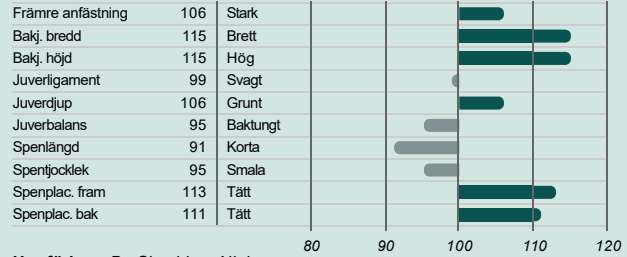 Främre anfästning 106 Stark
Bakj. bredd 115 Brett
Bakj. höjd 115 Hög
Juverligament 99 Svagt
Juverdjup 106 Grunt
Juverbalans 95 Baktungt
Spenlängd 91 Korta
Spentjocklek 95 Smala
Spenplac. fram 113 Tätt
Spenplac. bak 111 Tätt
80 90 100 110 120